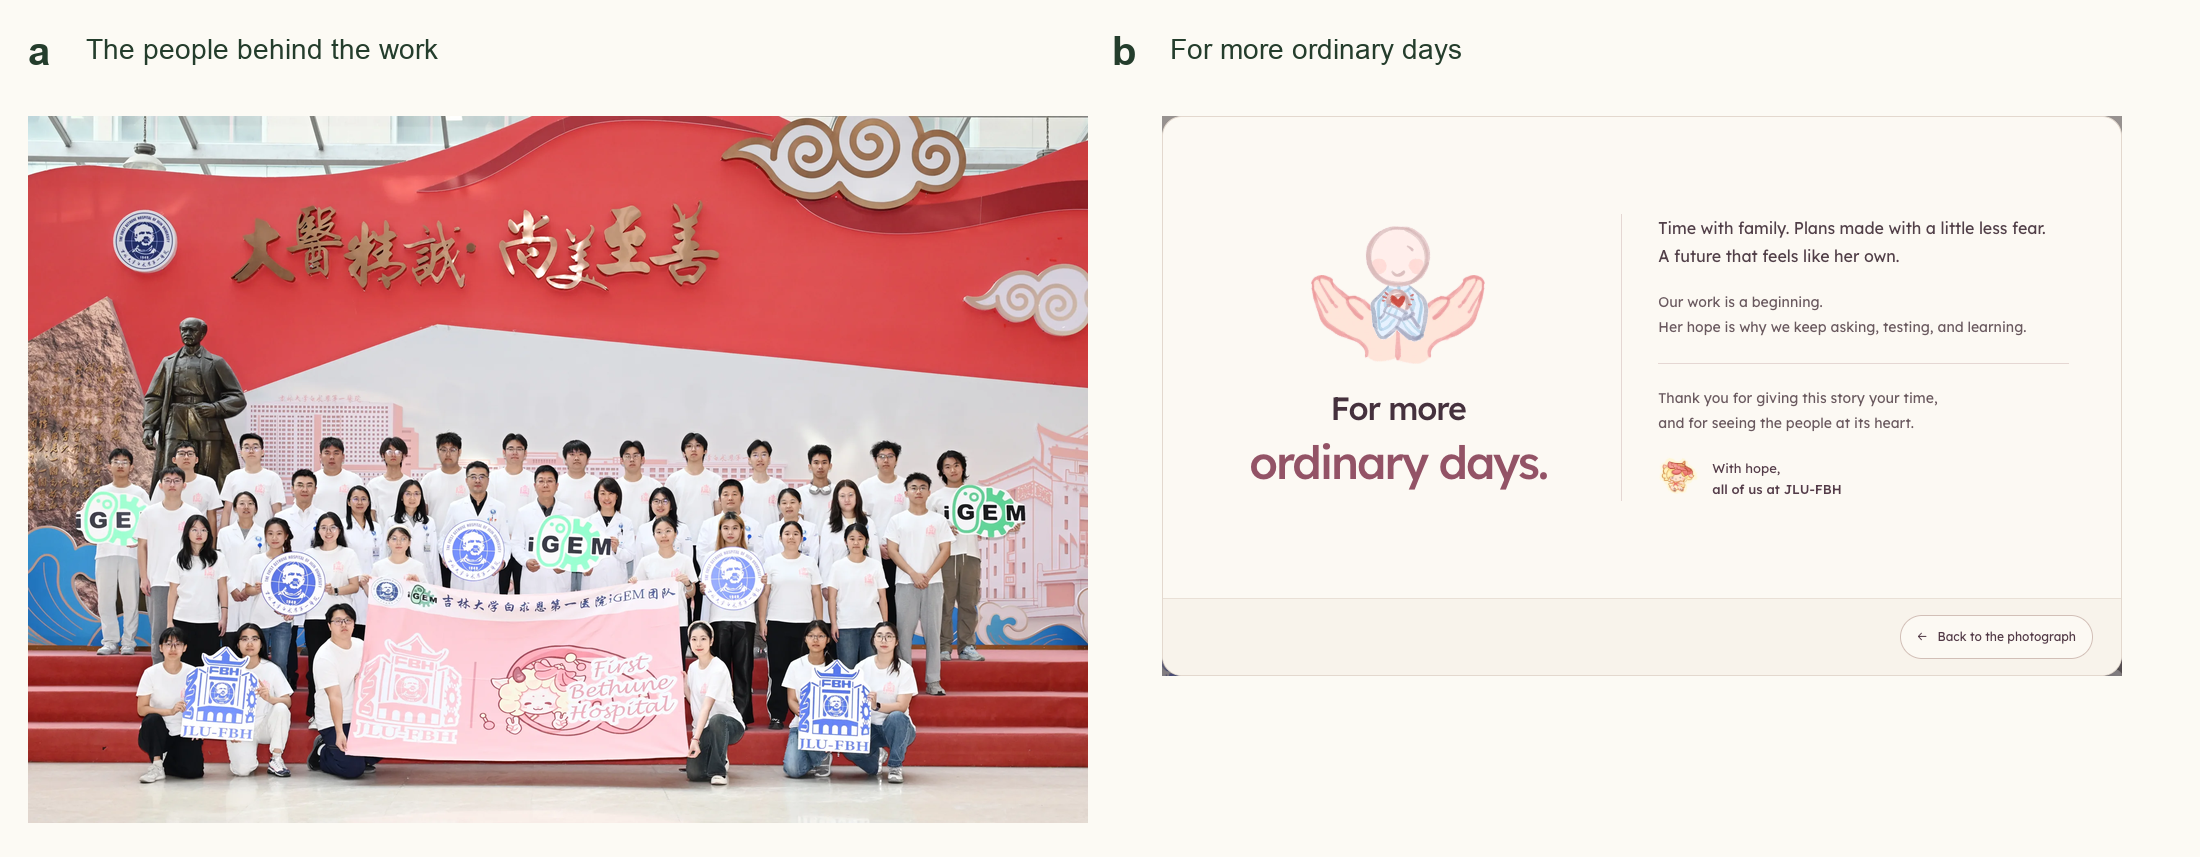 a The people behind the work
大醫精誠·尚美至善
iGEM
iGEM
iGEM
iGEM 吉林大学白求恩第一医院iGEM团队
FBH
JLU-FBH
First
Bethune
Hospital
FBH
JLU-FBH
FBH
JLU-FBH
b For more ordinary days
For more
ordinary days.
Time with family. Plans made with a little less fear.
A future that feels like her own.
Our work is a beginning.
Her hope is why we keep asking, testing, and learning.
Thank you for giving this story your time,
and for seeing the people at its heart.
With hope,
all of us at JLU-FBH
← Back to the photograph